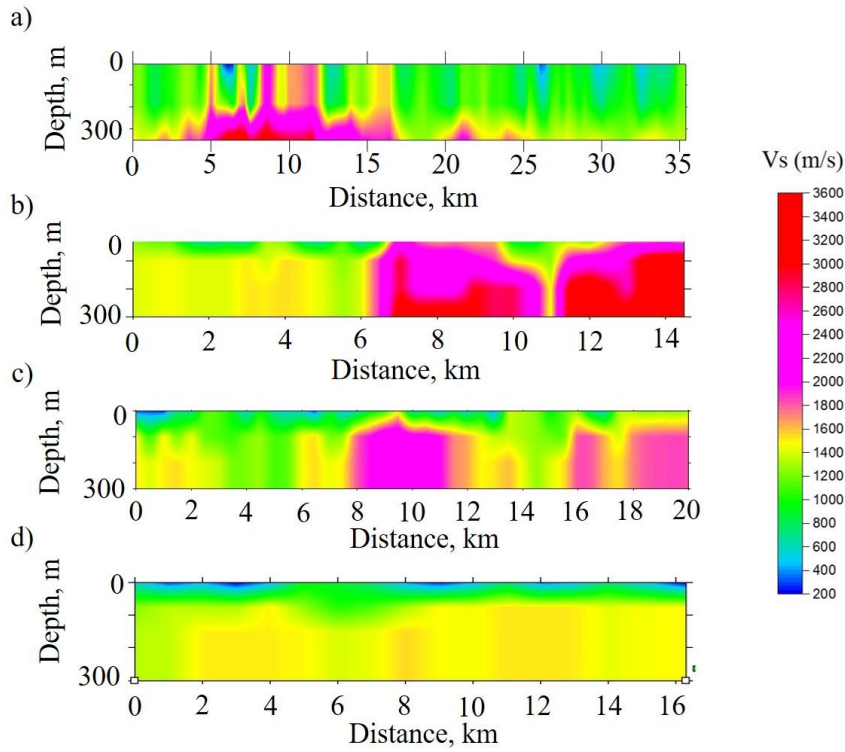 a)
0
300
Depth, m
0 5 10 15 20 25 30 35
Distance, km
b)
0
300
Depth, m
0 2 4 6 8 10 12 14
Distance, km
c)
0
300
Depth, m
0 2 4 6 8 10 12 14 16 18 20
Distance, km
d)
0
300
Depth, m
0 2 4 6 8 10 12 14 16
Distance, km
Vs (m/s)
3600
3400
3200
3000
2800
2600
2400
2200
2000
1800
1600
1400
1200
1000
800
600
400
200